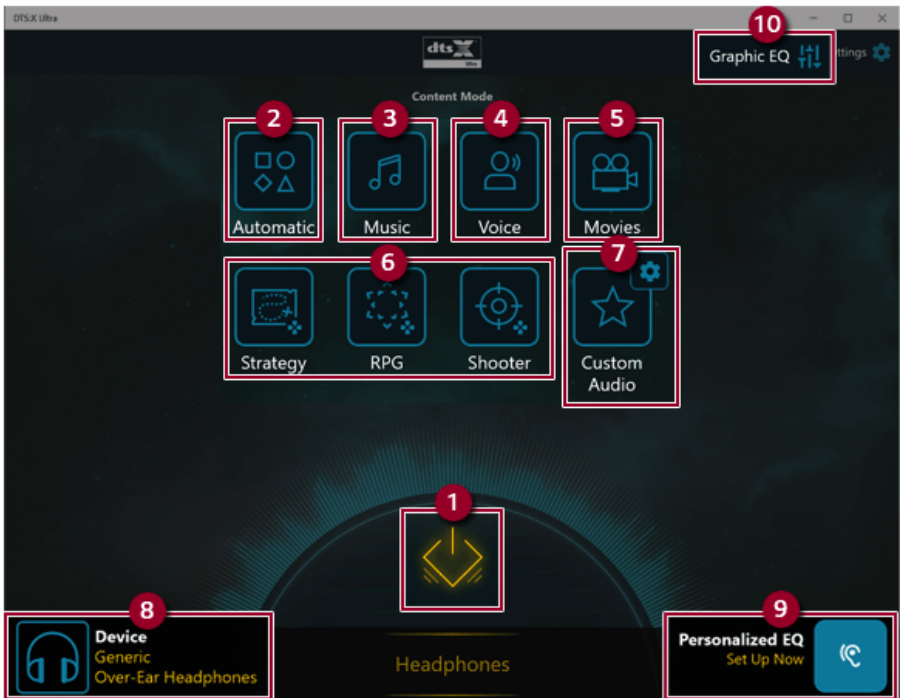 DTS:X Ultra
10
dts X
Ultra
Graphic EQ
ttings
Content Mode
2
3
4
5
Automatic
Music
Voice
Movies
6
7
Strategy
RPG
Shooter
Custom
Audio
1
8
9
Device
Generic
Over-Ear Headphones
Headphones
Personalized EQ
Set Up Now